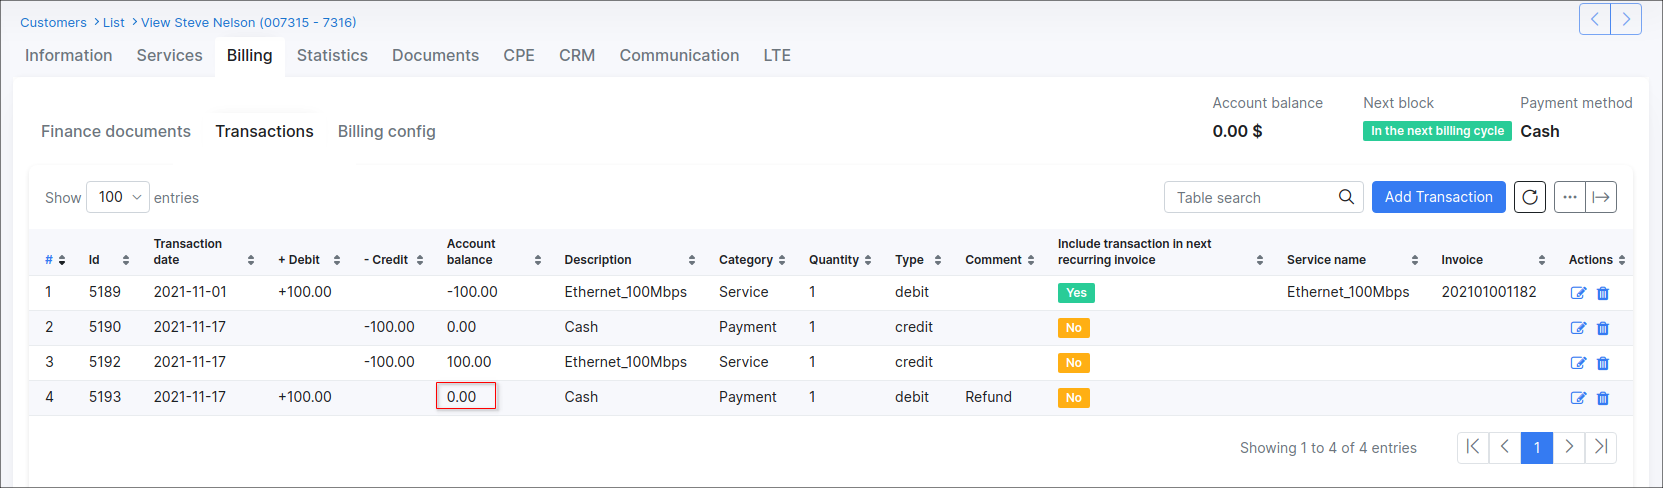 Customers > List > View Steve Nelson (007315 - 7316)
Information Services Billing Statistics Documents CPE CRM Communication LTE
Account balance Next block Payment method
Finance documents Transactions Billing config 0.00 $ In the next billing cycle Cash
Show 100 entries Table search Add Transaction
# Id Transaction date + Debit - Credit Account balance Description Category Quantity Type Comment Include transaction in next recurring invoice Service name Invoice Actions
1 5189 2021-11-01 +100.00 -100.00 Ethernet_100Mbps Service 1 debit Yes Ethernet_100Mbps 202101001182
2 5190 2021-11-17 -100.00 0.00 Cash Payment 1 credit No
3 5192 2021-11-17 -100.00 100.00 Ethernet_100Mbps Service 1 credit No
4 5193 2021-11-17 +100.00 0.00 Cash Payment 1 debit Refund No
Showing 1 to 4 of 4 entries 1